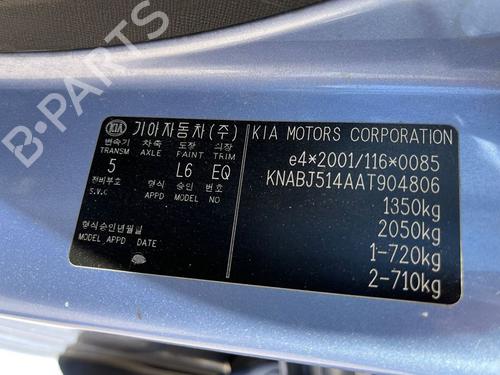 KIA 기아자동차(주)
변속기 차축 도장 의장
TRANSM AXLE PAINT TRIM
5 L6 EQ
전비부호 형식 승인 번호
S.V.C APPD NO
형식승인년월일
MODEL APPD DATE
KIA MOTORS CORPORATION
e4*2001/116*0085
KNABJ514AAT904806
1350kg
2050kg
1-720kg
2-710kg
B-PARTS